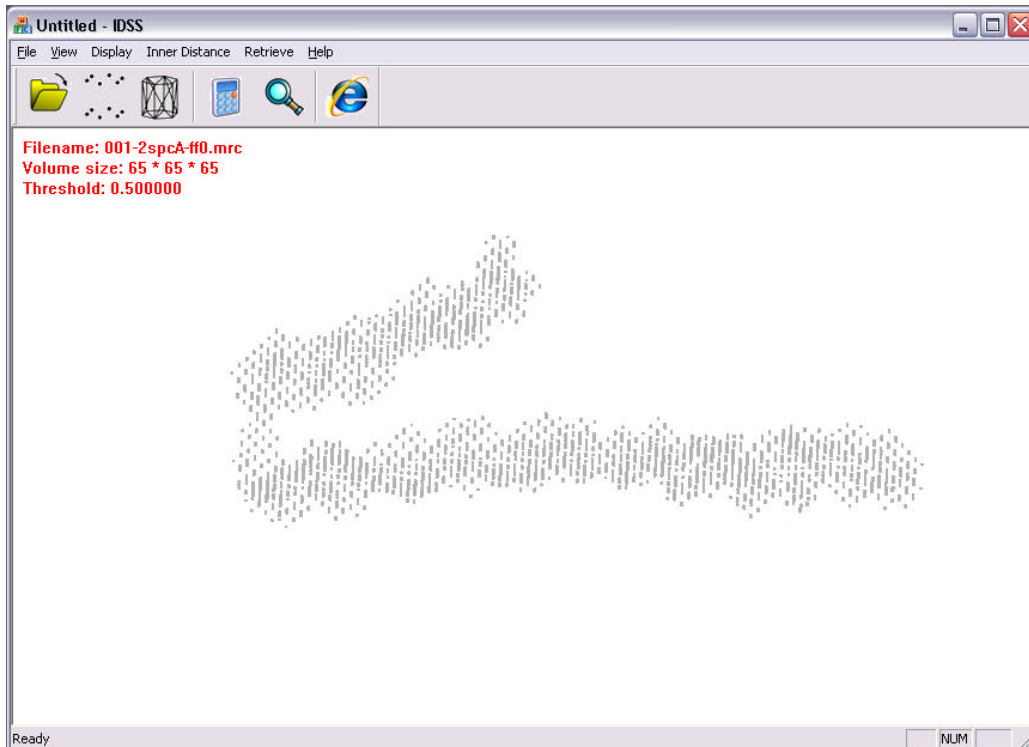 Untitled - IDSS
File View Display Inner Distance Retrieve Help
Filename: 001-2spcA-ff0.mrc
Volume size: 65 * 65 * 65
Threshold: 0.500000
Ready NUM